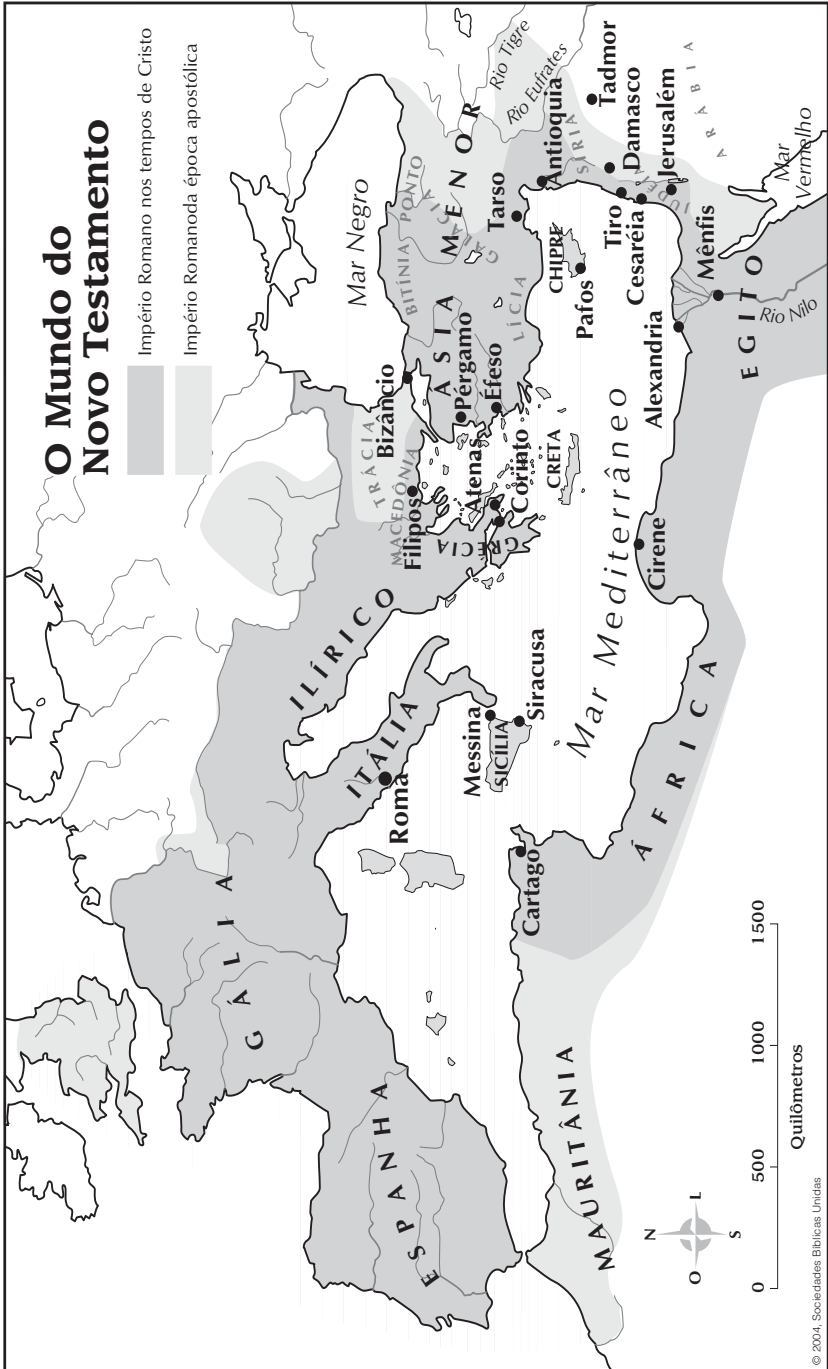 O Mundo do
Novo Testamento
Império Romano nos tempos de Cristo
Império Romanoda época apostólica
Mar Negro
Rio Tigre
Rio Eufrates
GÁLIA
ESPANHA
ITÁLIA
Roma
ILÍRICO
TRÁCIA
Bizâncio
MACEDÔNIA
Filipos
GRÉCIA
Atenas
Corinto
CRETA
BITÍNIA
PONTO
ÁSIA MENOR
GALÁCIA
Pérgamo
Éfeso
LÍCIA
Tarso
Antioquia
SÍRIA
Tadmor
CHIPRE
Pafos
Damasco
Tiro
Cesaréia
Jerusalém
JUDÉIA
ARÁBIA
Mar
Vermelho
Messina
SICÍLIA
Siracusa
Mar Mediterrâneo
Cartago
ÁFRICA
Cirene
Alexandria
Mênfis
EGITO
Rio Nilo
MAURITÂNIA
N
O
L
S
0
500
1000
1500
Quilômetros
© 2004, Sociedades Bíblicas Unidas